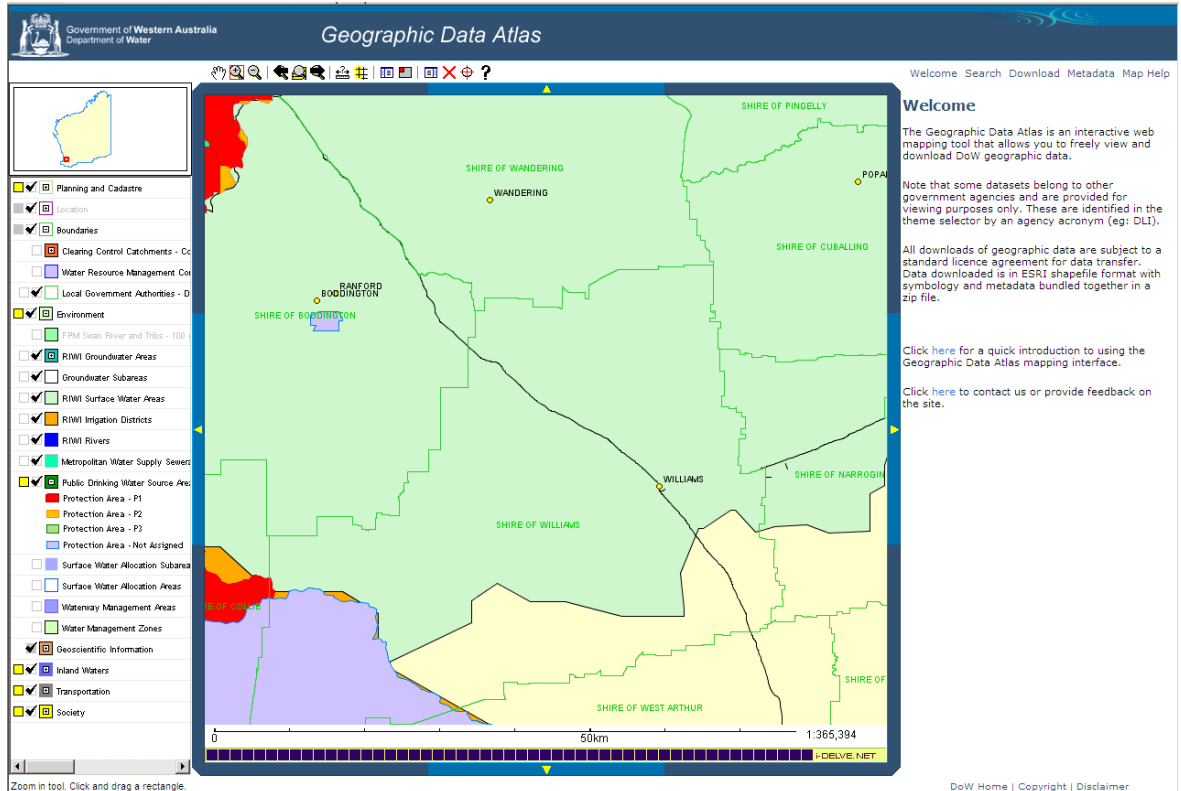 Government of Western Australia
Department of Water
Geographic Data Atlas
Welcome Search Download Metadata Map Help
Planning and Cadastre
Location
Boundaries
Clearing Control Catchments - Cc
Water Resource Management Co
Local Government Authorities - D
Environment
FPM Swan River and Tribs - 100
RIWI Groundwater Areas
Groundwater Subareas
RIWI Surface Water Areas
RIWI Irrigation Districts
RIWI Rivers
Metropolitan Water Supply Sewera
Public Drinking Water Source Area
Protection Area - P1
Protection Area - P2
Protection Area - P3
Protection Area - Not Assigned
Surface Water Allocation Subarea
Surface Water Allocation Areas
Waterway Management Areas
Water Management Zones
Geoscientific Information
Inland Waters
Transportation
Society
Zoom in tool. Click and drag a rectangle.
SHIRE OF PINGELLY
SHIRE OF WANDERING
POPA
WANDERING
SHIRE OF CUBALLING
RANFORD
BODDINGTON
SHIRE OF BODDINGTON
SHIRE OF NARROGIN
WILLIAMS
SHIRE OF WILLIAMS
RE OF COLLIE
SHIRE OF
SHIRE OF WEST ARTHUR
0
50km
1:365,394
i-DELVE.NET
Welcome
The Geographic Data Atlas is an interactive web
mapping tool that allows you to freely view and
download DoW geographic data.
Note that some datasets belong to other
government agencies and are provided for
viewing purposes only. These are identified in the
theme selector by an agency acronym (eg: DLI).
All downloads of geographic data are subject to a
standard licence agreement for data transfer.
Data downloaded is in ESRI shapefile format with
symbology and metadata bundled together in a
zip file.
Click here for a quick introduction to using the
Geographic Data Atlas mapping interface.
Click here to contact us or provide feedback on
the site.
DoW Home | Copyright | Disclaimer